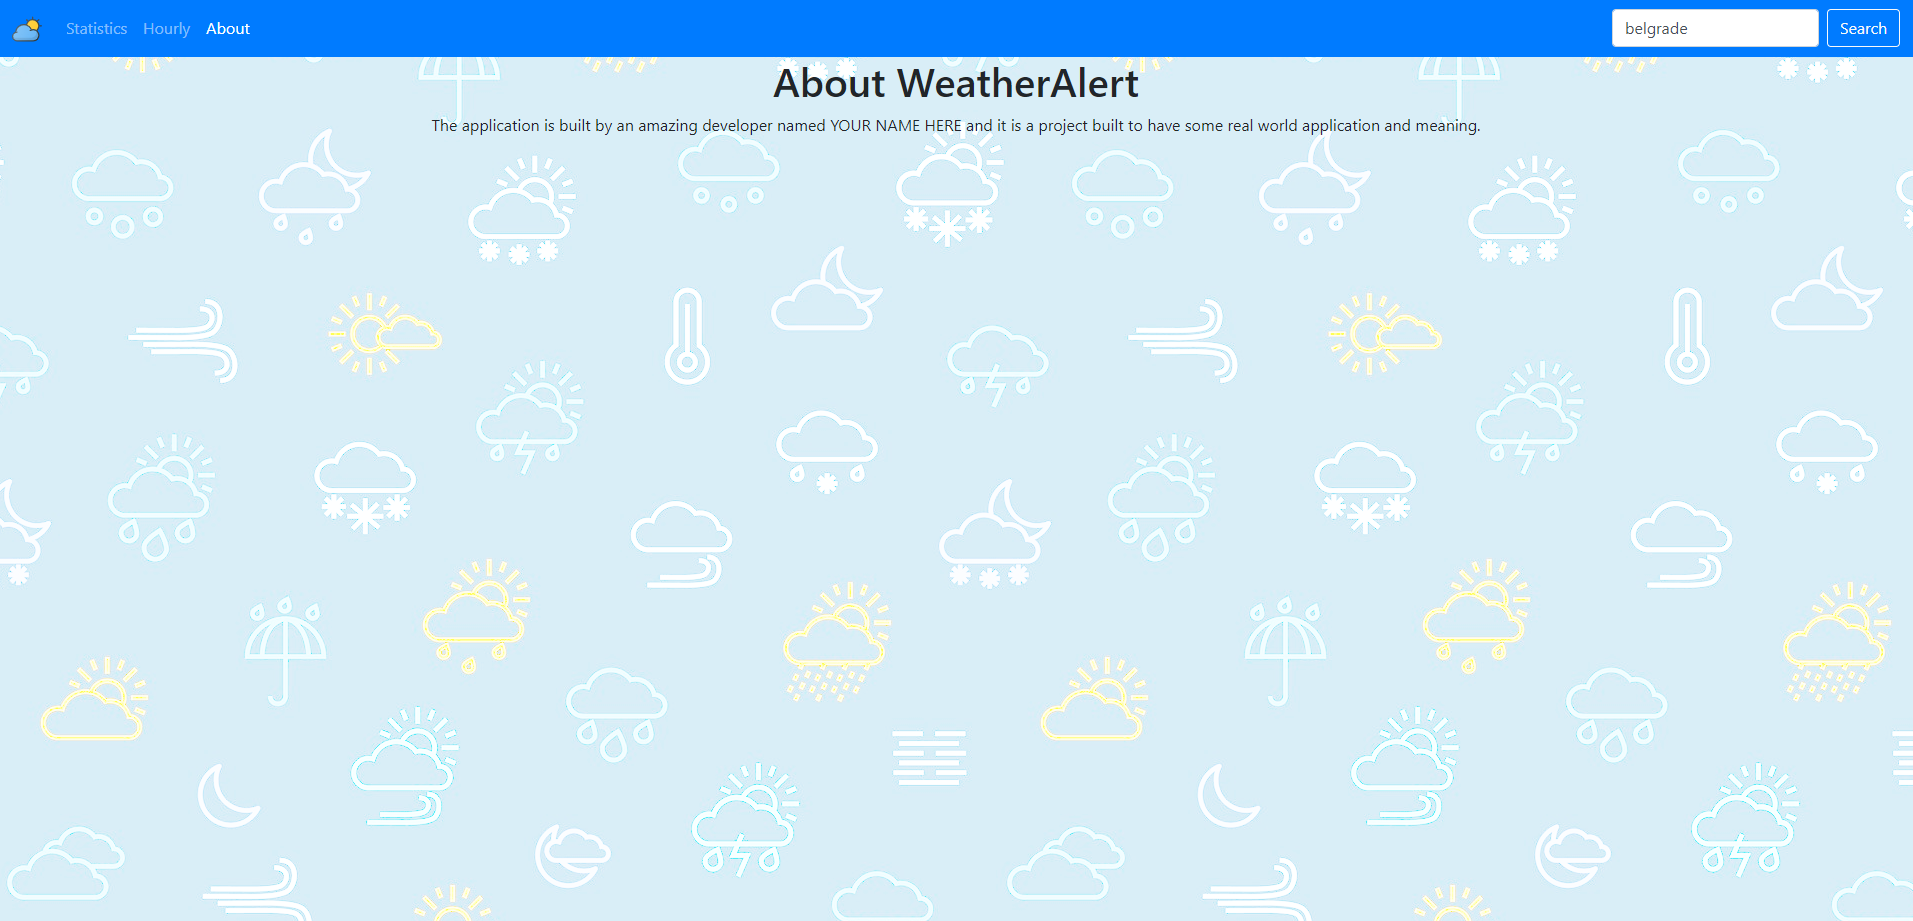 Statistics Hourly About belgrade Search
About WeatherAlert
The application is built by an amazing developer named YOUR NAME HERE and it is a project built to have some real world application and meaning.